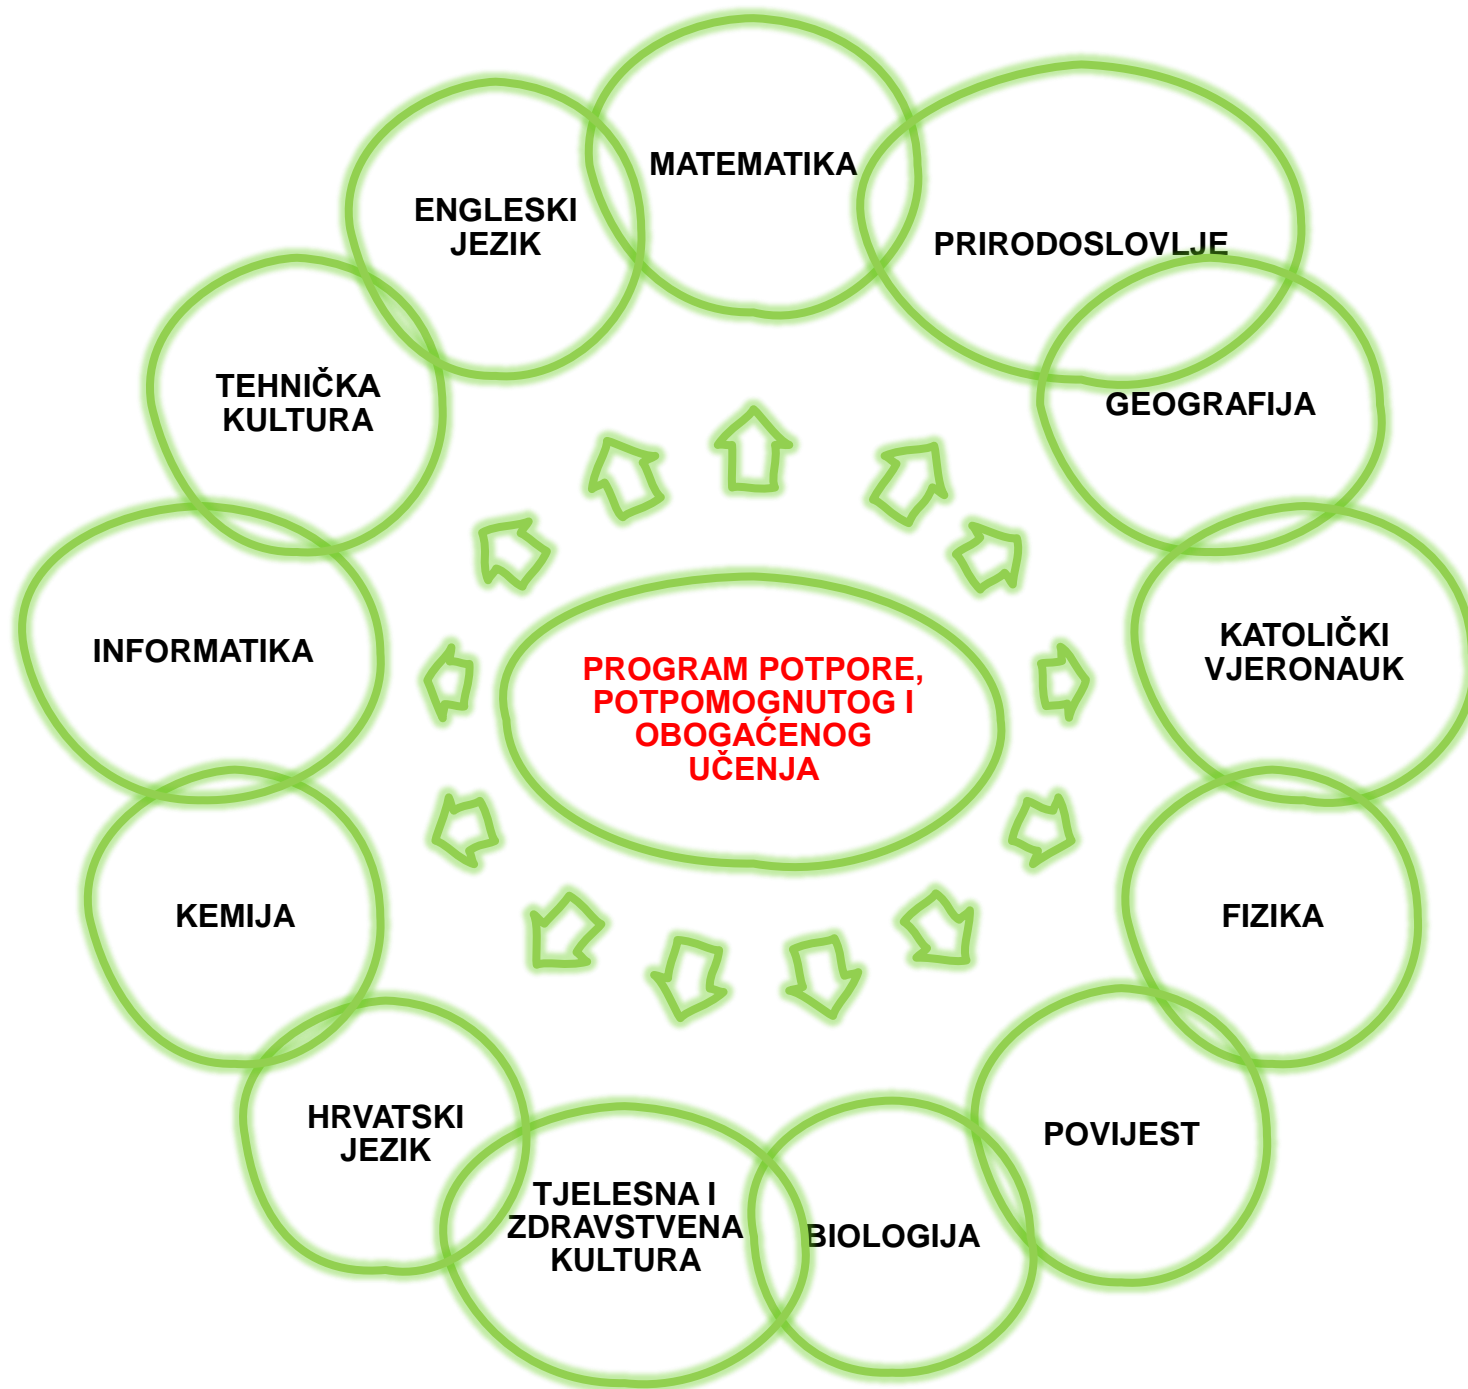 MATEMATIKA
PRIRODOSLOVLJE
GEOGRAFIJA
KATOLIČKI
VJERONAUK
FIZIKA
POVIJEST
BIOLOGIJA
TJELESNA I
ZDRAVSTVENA
KULTURA
HRVATSKI
JEZIK
KEMIJA
INFORMATIKA
TEHNIČKA
KULTURA
ENGLESKI
JEZIK
PROGRAM POTPORE,
POTPOMOGNUTOG I
OBOGAĆENOG
UČENJA